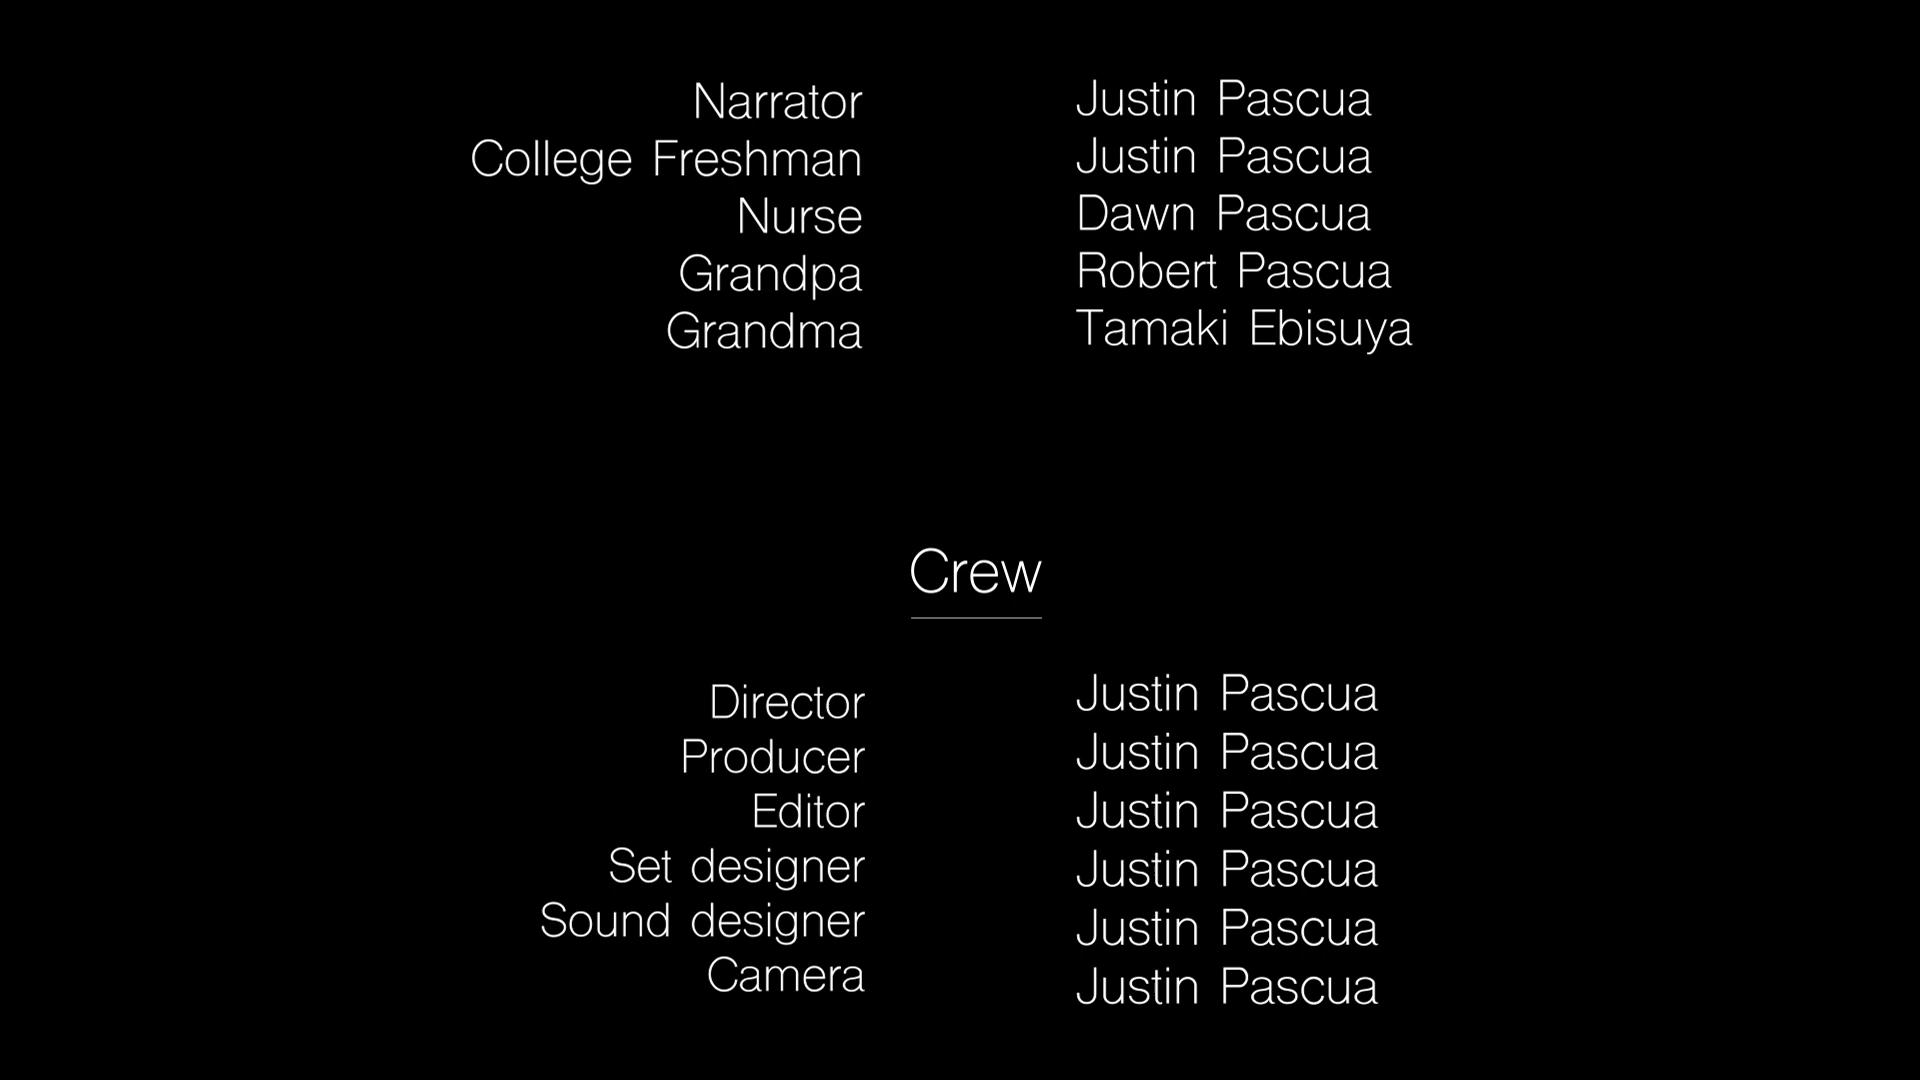 Narrator Justin Pascua
College Freshman Justin Pascua
Nurse Dawn Pascua
Grandpa Robert Pascua
Grandma Tamaki Ebisuya
Crew
Director Justin Pascua
Producer Justin Pascua
Editor Justin Pascua
Set designer Justin Pascua
Sound designer Justin Pascua
Camera Justin Pascua